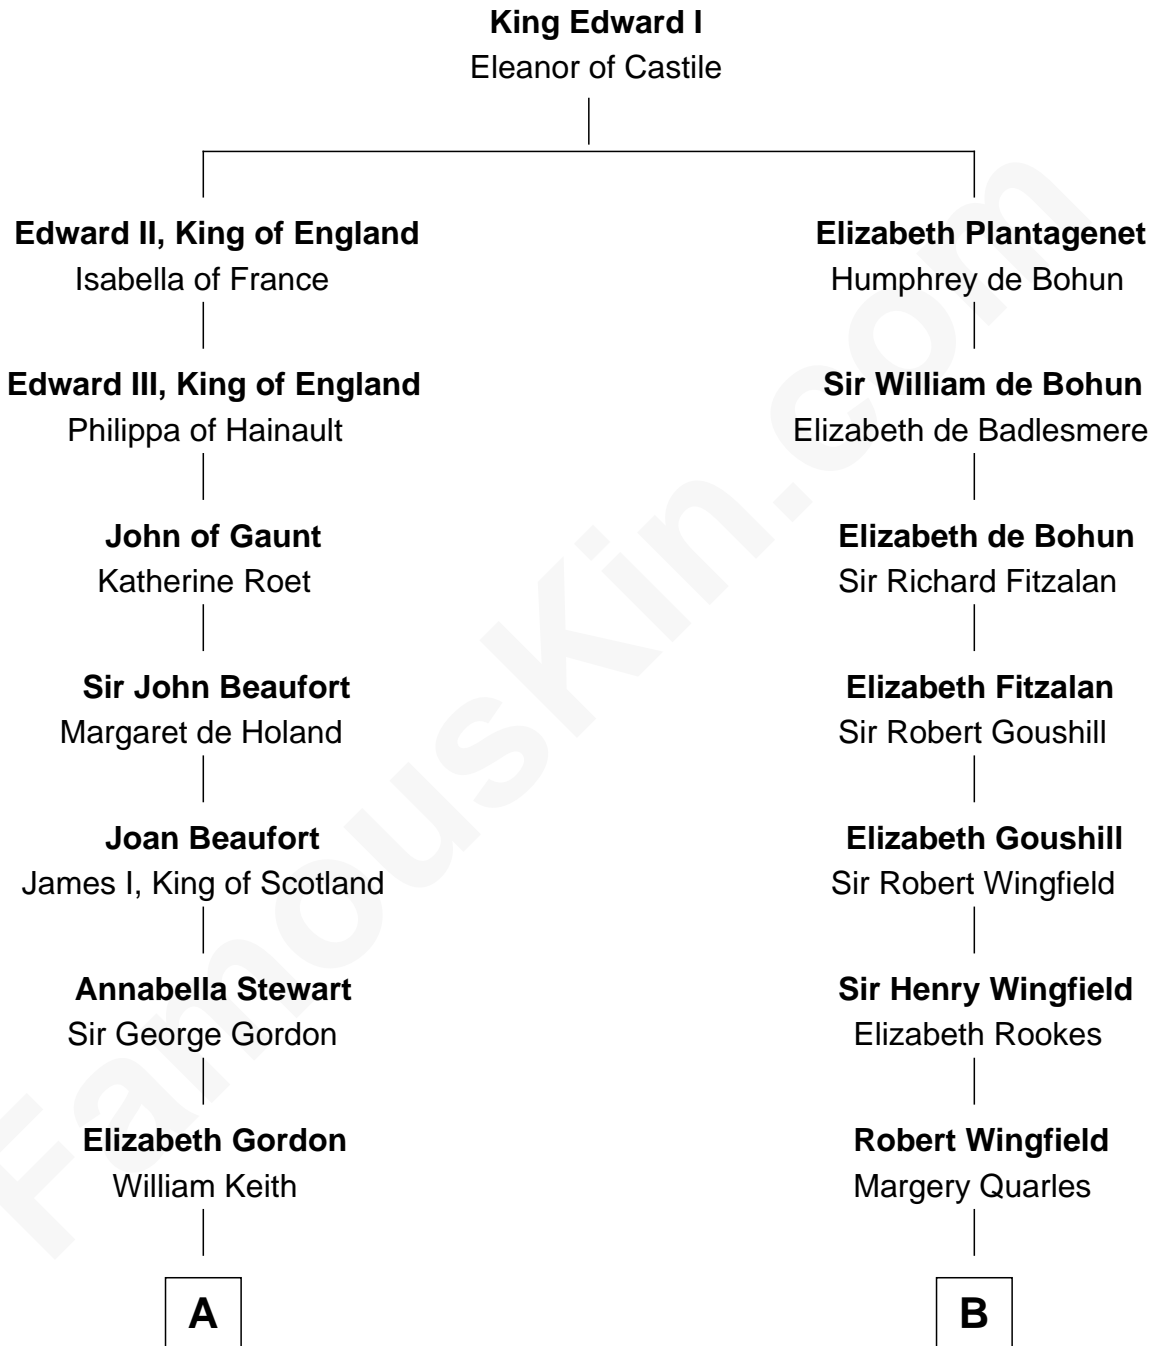 King Edward I
Eleanor of Castile
Edward II, King of England
Isabella of France
Edward III, King of England
Philippa of Hainault
John of Gaunt
Katherine Roet
Sir John Beaufort
Margaret de Holand
Joan Beaufort
James I, King of Scotland
Annabella Stewart
Sir George Gordon
Elizabeth Gordon
William Keith
A
Elizabeth Plantagenet
Humphrey de Bohun
Sir William de Bohun
Elizabeth de Badlesmere
Elizabeth de Bohun
Sir Richard Fitzalan
Elizabeth Fitzalan
Sir Robert Goushill
Elizabeth Goushill
Sir Robert Wingfield
Sir Henry Wingfield
Elizabeth Rookes
Robert Wingfield
Margery Quarles
B
FamousKin.com